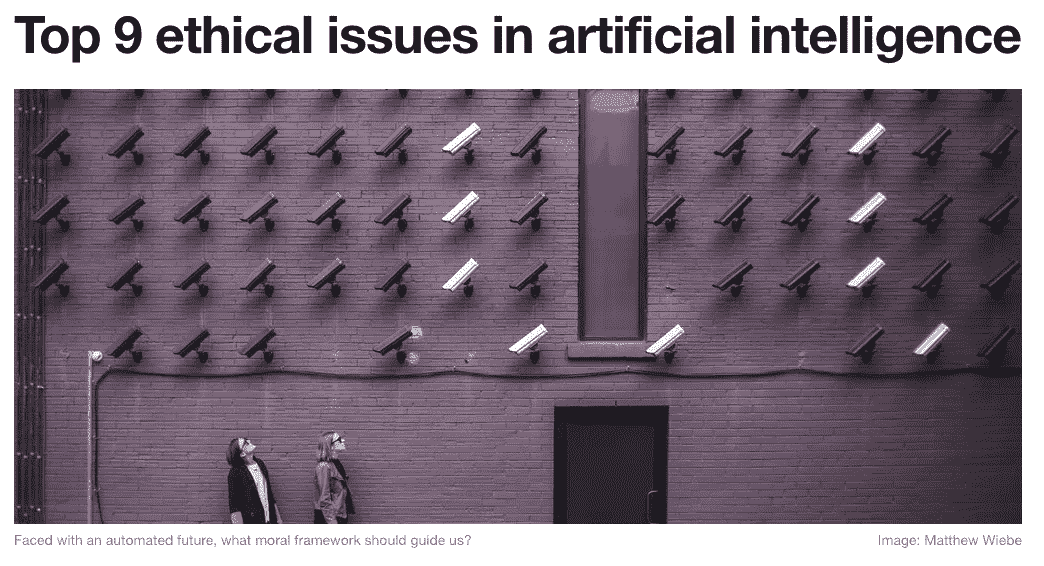 Top 9 ethical issues in artificial intelligence
Faced with an automated future, what moral framework should guide us?
Image: Matthew Wiebe